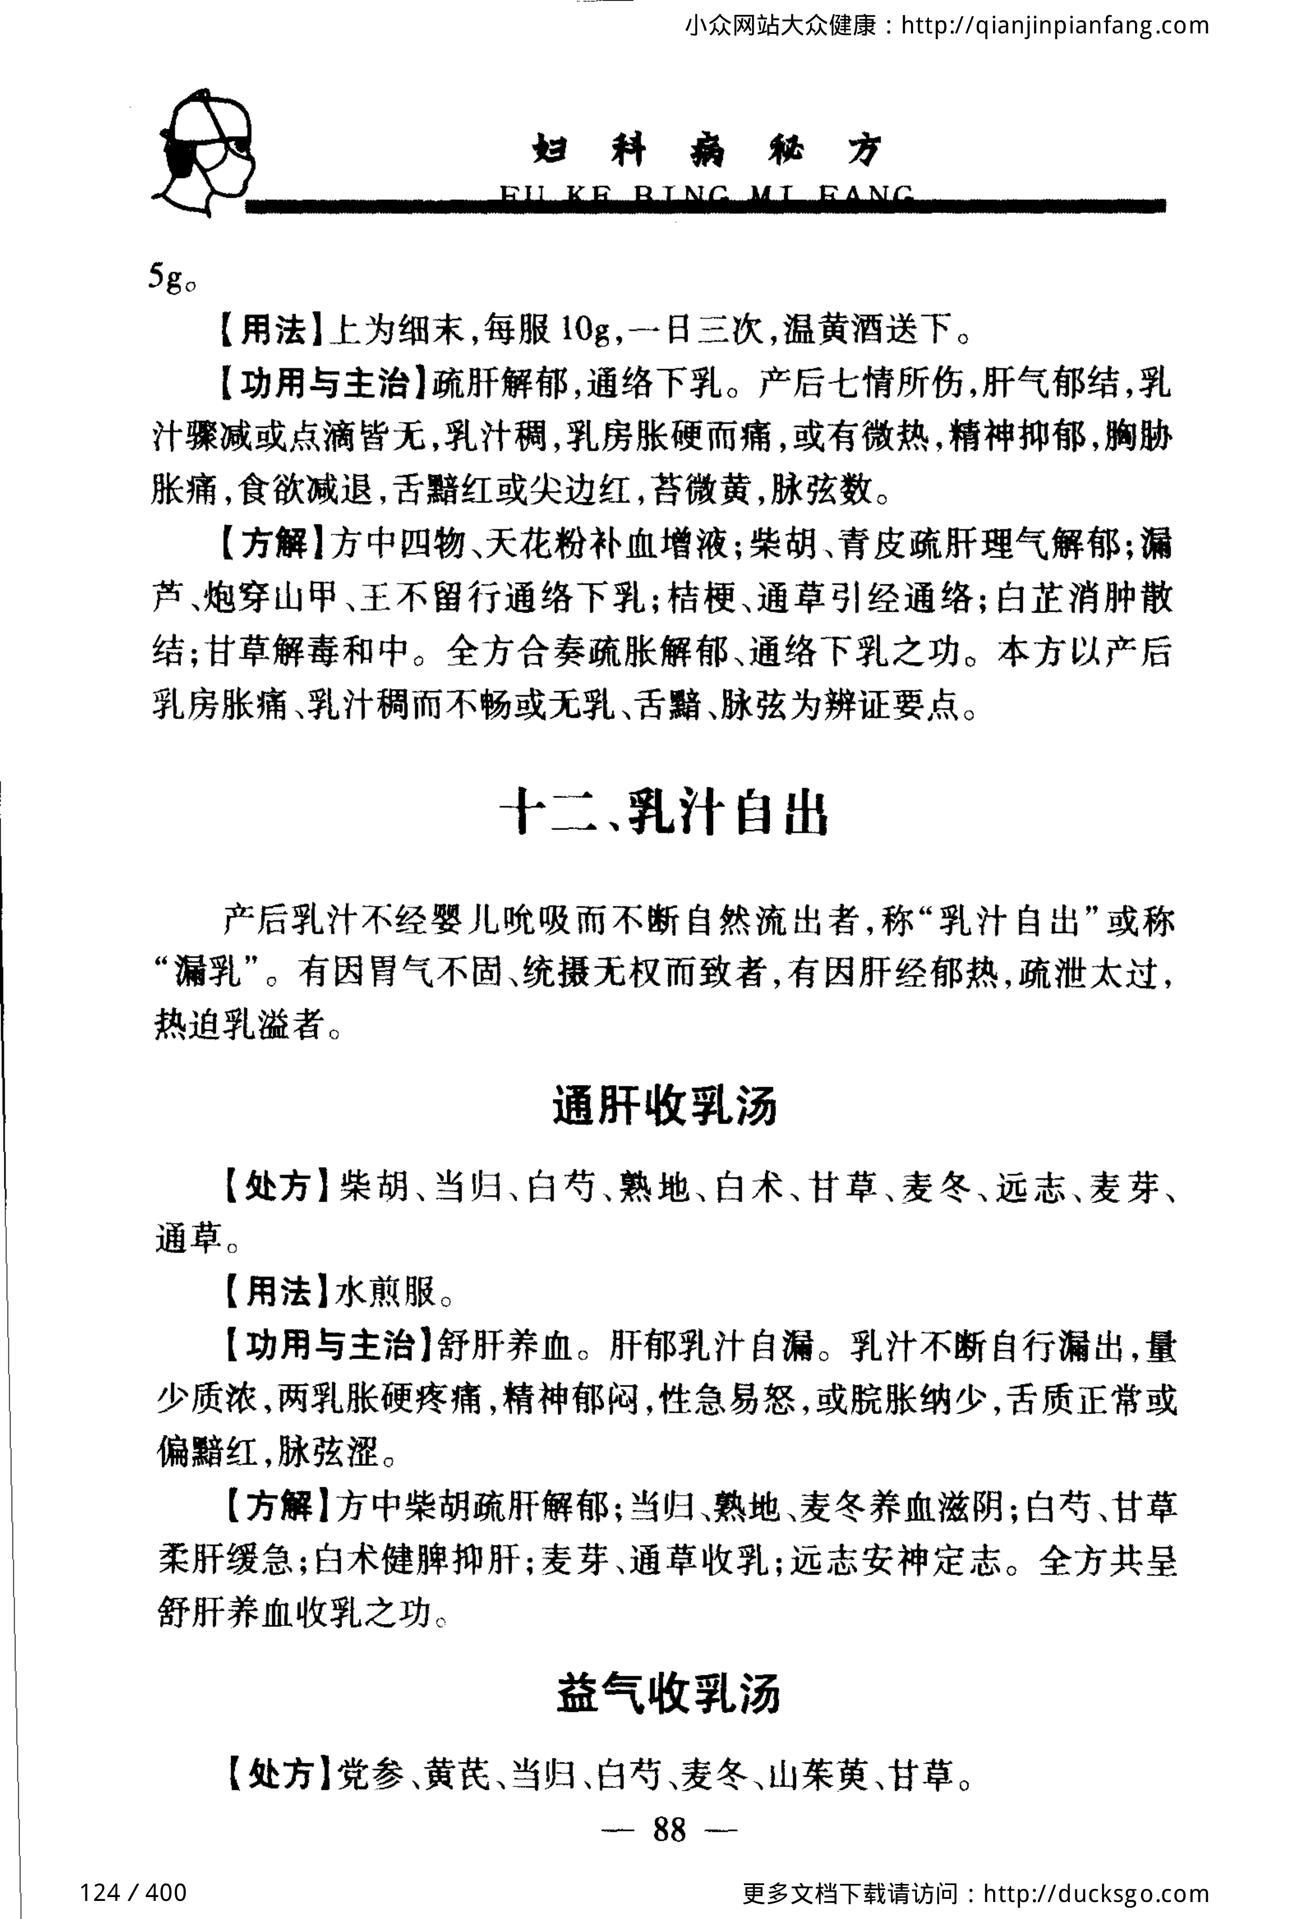 小众网站大众健康：http://qianjinpianfang.com
妇科病秘方
FU KE BING MI FANG
5g。
【用法】上为细末，每服10g，一日三次，温黄酒送下。
【功用与主治】疏肝解郁，通络下乳。产后七情所伤，肝气郁结，乳
汁骤减或点滴皆无，乳汁稠，乳房胀硬而痛，或有微热，精神抑郁，胸胁
胀痛，食欲减退，舌黯红或尖边红，苔微黄，脉弦数。
【方解】方中四物、天花粉补血增液；柴胡、青皮疏肝理气解郁；漏
芦、炮穿山甲、王不留行通络下乳；桔梗、通草引经通络；白芷消肿散
结；甘草解毒和中。全方合奏疏胀解郁、通络下乳之功。本方以产后
乳房胀痛、乳汁稠而不畅或无乳、舌黯、脉弦为辨证要点。
十二、乳汁自出
产后乳汁不经婴儿吮吸而不断自然流出者，称“乳汁自出”或称
“漏乳”。有因胃气不固、统摄无权而致者，有因肝经郁热，疏泄太过，
热迫乳溢者。
通肝收乳汤
【处方】柴胡、当归、白芍、熟地、白术、甘草、麦冬、远志、麦芽、
通草。
【用法】水煎服。
【功用与主治】舒肝养血。肝郁乳汁自漏。乳汁不断自行漏出，量
少质浓，两乳胀硬疼痛，精神郁闷，性急易怒，或脘胀纳少，舌质正常或
偏黯红，脉弦涩。
【方解】方中柴胡疏肝解郁；当归、熟地、麦冬养血滋阴；白芍、甘草
柔肝缓急；白术健脾抑肝；麦芽、通草收乳；远志安神定志。全方共呈
舒肝养血收乳之功。
益气收乳汤
【处方】党参、黄芪、当归、白芍、麦冬、山茱萸、甘草。
— 88 —
124 / 400
更多文档下载请访问：http://ducksgo.com